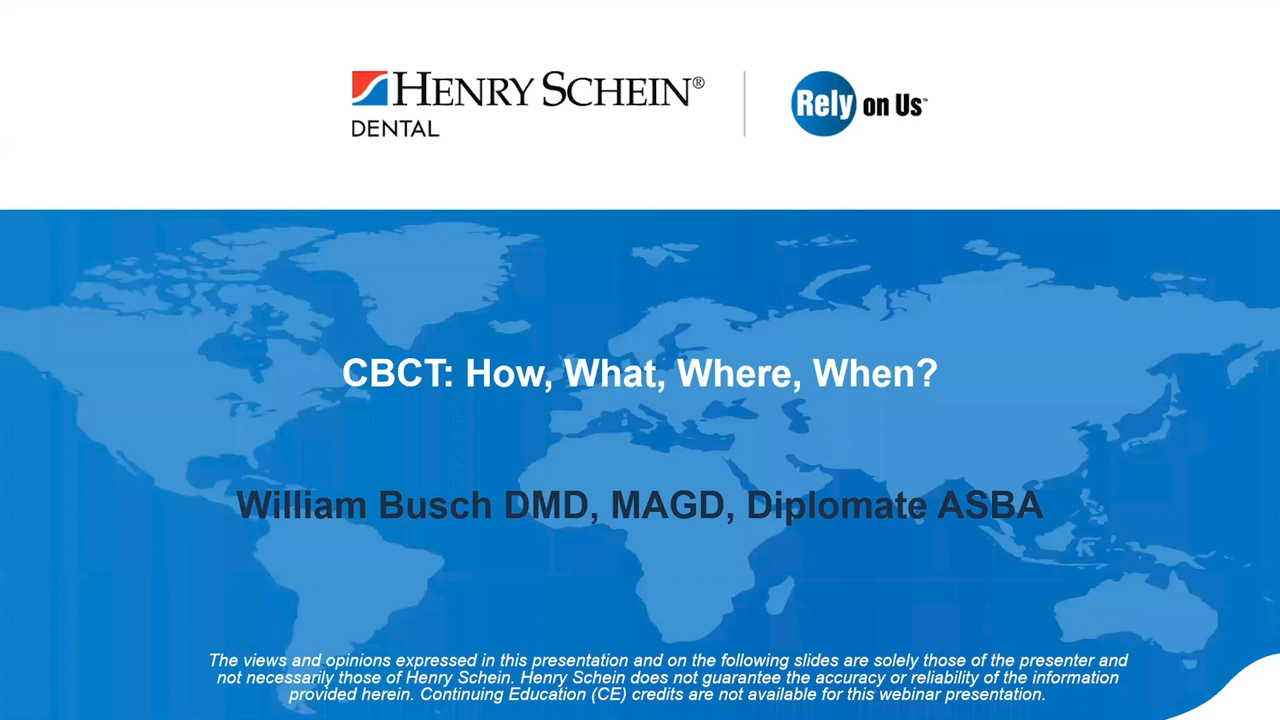 HENRY SCHEIN®
DENTAL
Rely on Us™
CBCT: How, What, Where, When?
William Busch DMD, MAGD, Diplomate ASBA
The views and opinions expressed in this presentation and on the following slides are solely those of the presenter and
not necessarily those of Henry Schein. Henry Schein does not guarantee the accuracy or reliability of the information
provided herein. Continuing Education (CE) credits are not available for this webinar presentation.